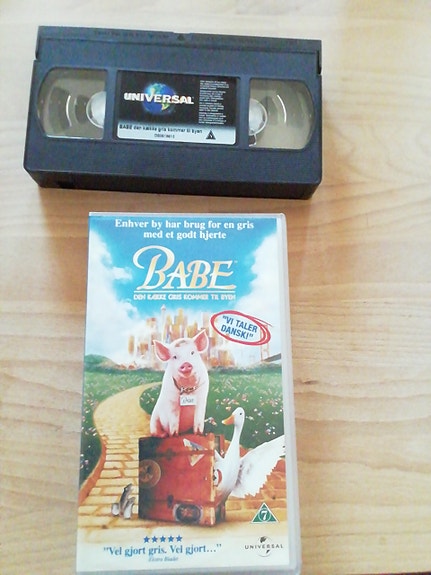 UNIVERSAL
BABE den kække gris kommer til byen
Enhver by har brug for en gris
med et godt hjerte
BABE
DEN KÆKKE GRIS KOMMER TIL BYEN
"VI TALER
DANSK!"
7
★★★★★
"Vel gjort gris. Vel gjort..."
UNIVERSAL